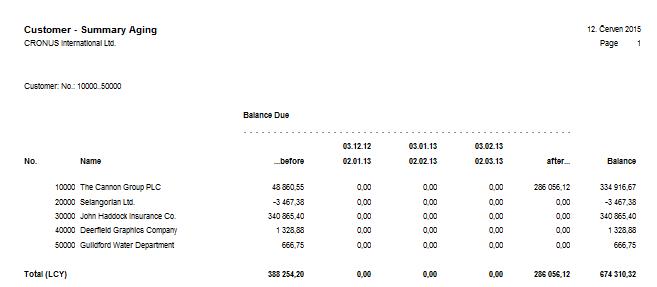 Customer - Summary Aging 12. Červen 2015
CRONUS International Ltd. Page 1
Customer: No.: 10000..50000
Balance Due
03.12.12 03.01.13 03.02.13
No. Name ...before 02.01.13 02.02.13 02.03.13 after... Balance
10000 The Cannon Group PLC 48 860,55 0,00 0,00 0,00 286 056,12 334 916,67
20000 Selangorian Ltd. -3 467,38 0,00 0,00 0,00 0,00 -3 467,38
30000 John Haddock Insurance Co. 340 865,40 0,00 0,00 0,00 0,00 340 865,40
40000 Deerfield Graphics Company 1 328,88 0,00 0,00 0,00 0,00 1 328,88
50000 Guildford Water Department 666,75 0,00 0,00 0,00 0,00 666,75
Total (LCY) 388 254,20 0,00 0,00 0,00 286 056,12 674 310,32